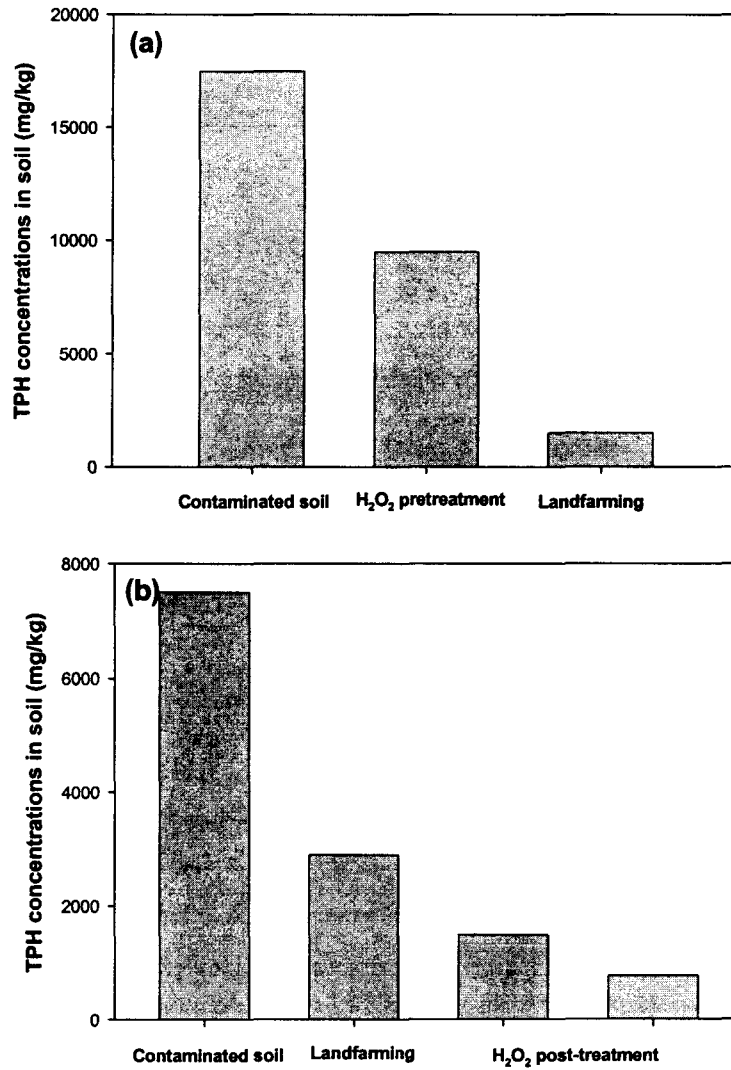 (a)
TPH concentrations in soil (mg/kg)
20000
15000
10000
5000
0
Contaminated soil H₂O₂ pretreatment Landfarming
(b)
TPH concentrations in soil (mg/kg)
8000
6000
4000
2000
0
Contaminated soil Landfarming H₂O₂ post-treatment